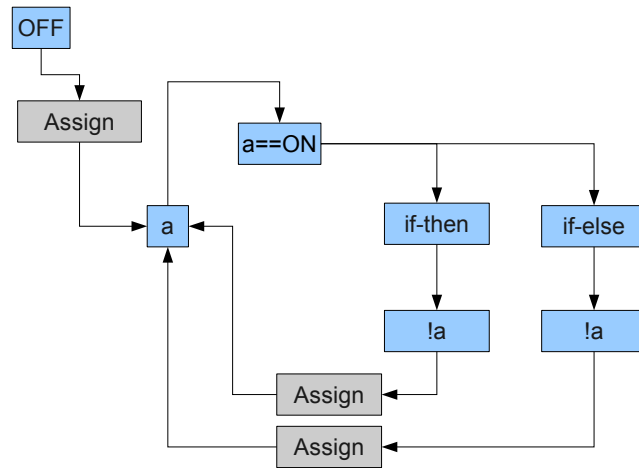 OFF
Assign
a==ON
a
if-then
if-else
!a
!a
Assign
Assign